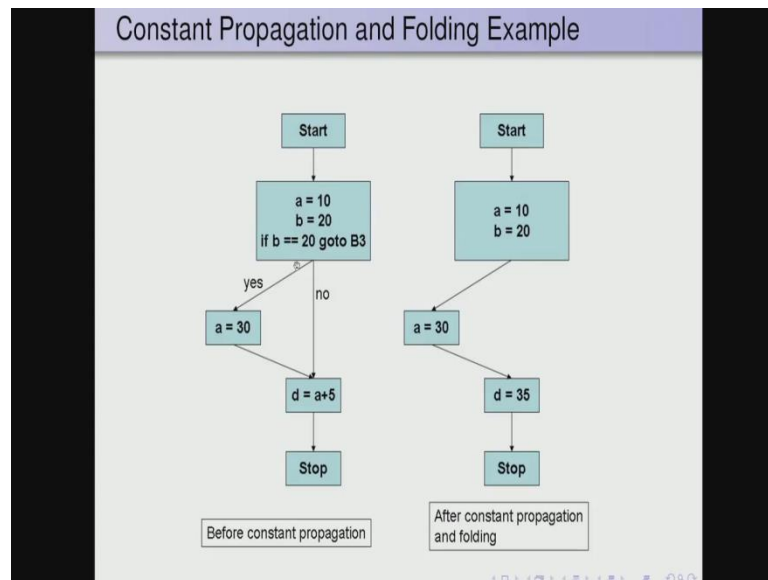 Constant Propagation and Folding Example
Start
a = 10
b = 20
if b == 20 goto B3
yes
no
a = 30
d = a+5
Stop
Before constant propagation
Start
a = 10
b = 20
a = 30
d = 35
Stop
After constant propagation
and folding